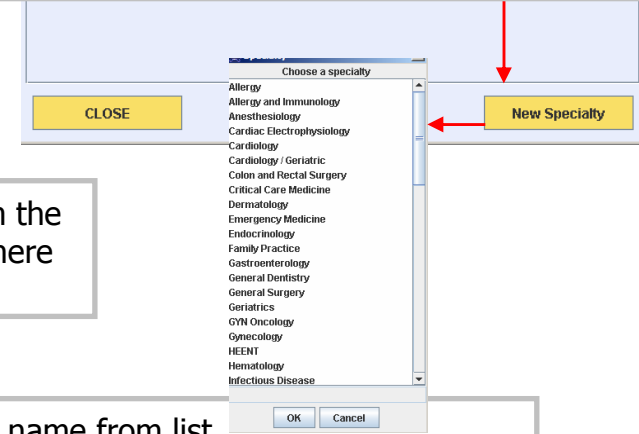 Specialty
Choose a specialty
Allergy
Allergy and Immunology
Anesthesiology
Cardiac Electrophysiology
Cardiology
Cardiology / Geriatric
Colon and Rectal Surgery
Critical Care Medicine
Dermatology
Emergency Medicine
Endocrinology
Family Practice
Gastroenterology
General Dentistry
General Surgery
Geriatrics
GYN Oncology
Gynecology
HEENT
Hematology
Infectious Disease
OK Cancel
CLOSE
New Specialty
n the
here
name from list